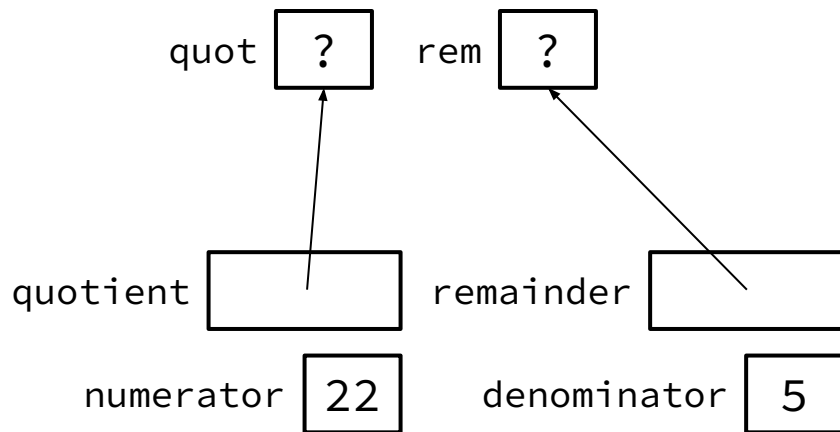 quot ? rem ?
quotient remainder
numerator 22 denominator 5